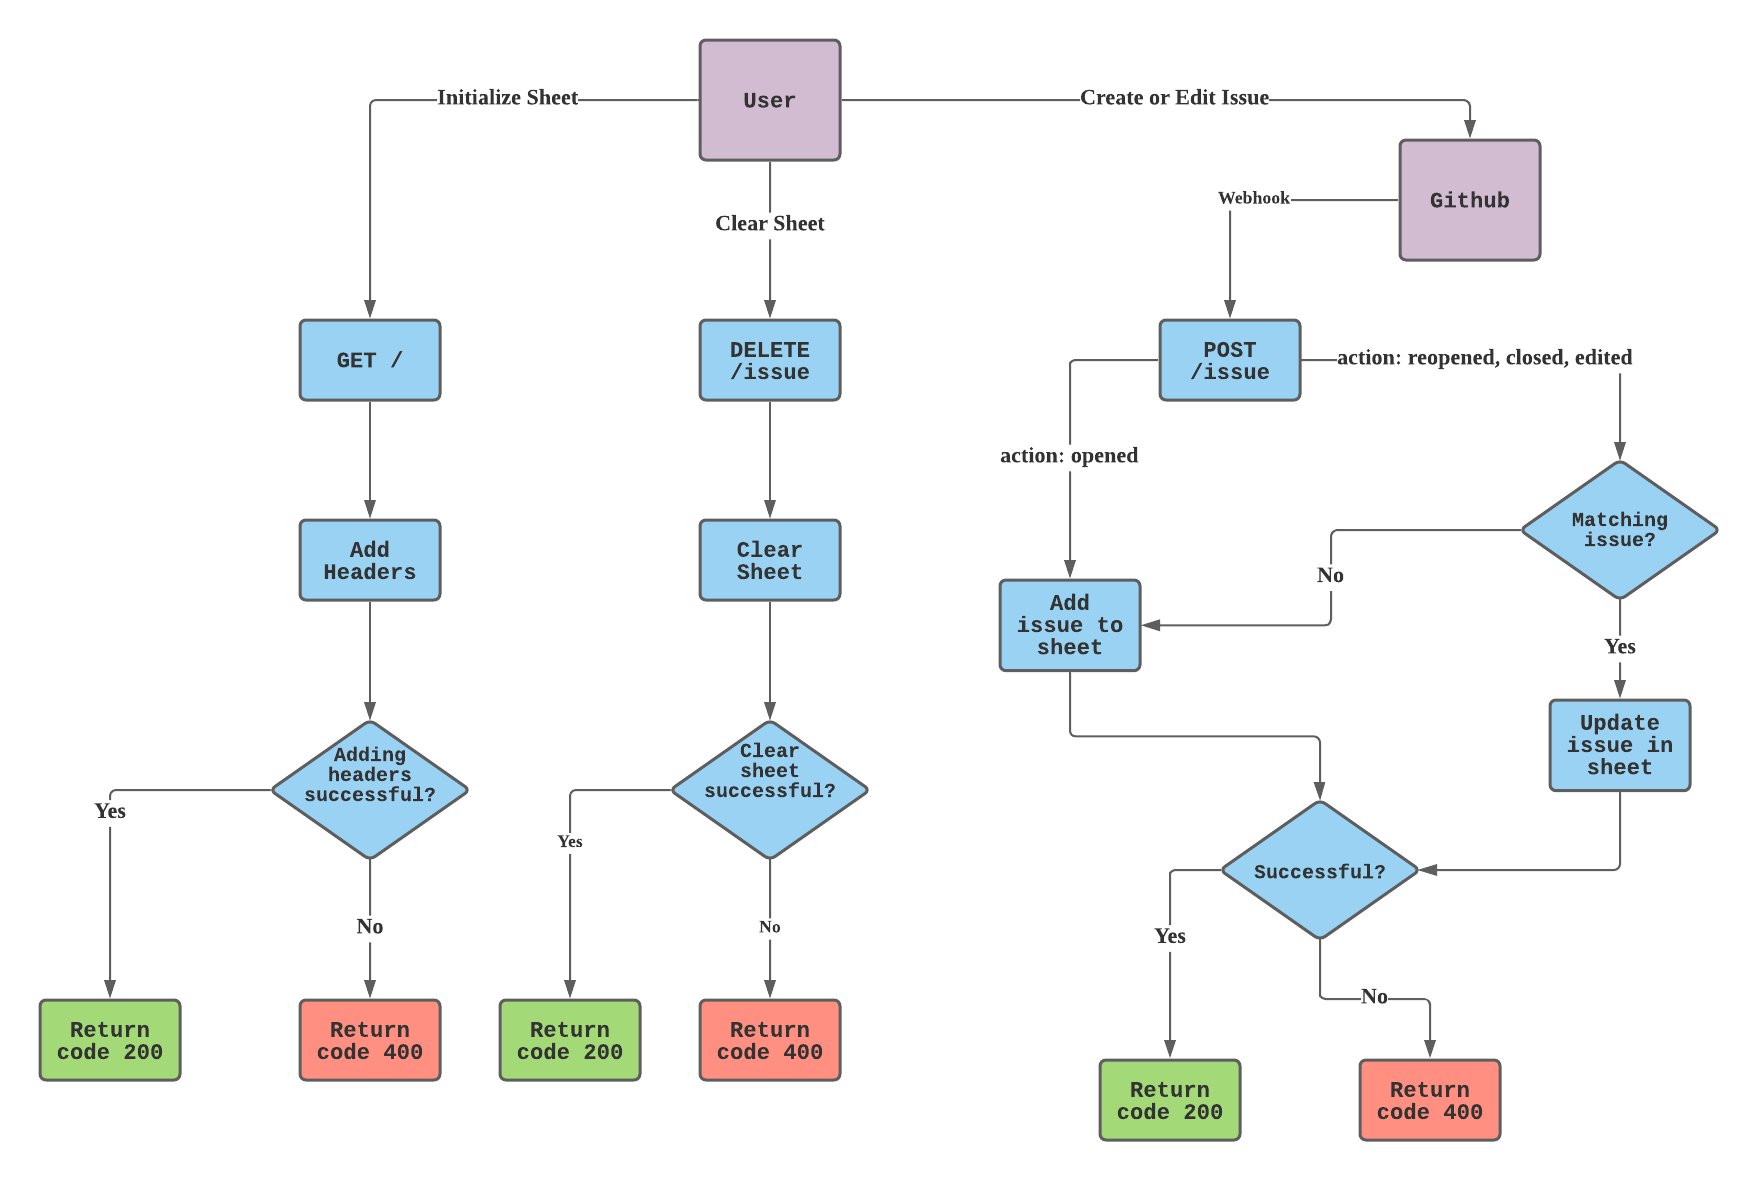 User
Initialize Sheet
Create or Edit Issue
Github
Webhook
Clear Sheet
GET /
DELETE
/issue
POST
/issue
action: reopened, closed, edited
action: opened
Matching
issue?
Add
Headers
Clear
Sheet
No
Add
issue to
sheet
Yes
Update
issue in
sheet
Adding
headers
successful?
Clear
sheet
successful?
Yes
Yes
Successful?
No
No
Yes
No
Return
code 200
Return
code 400
Return
code 200
Return
code 400
Return
code 200
Return
code 400